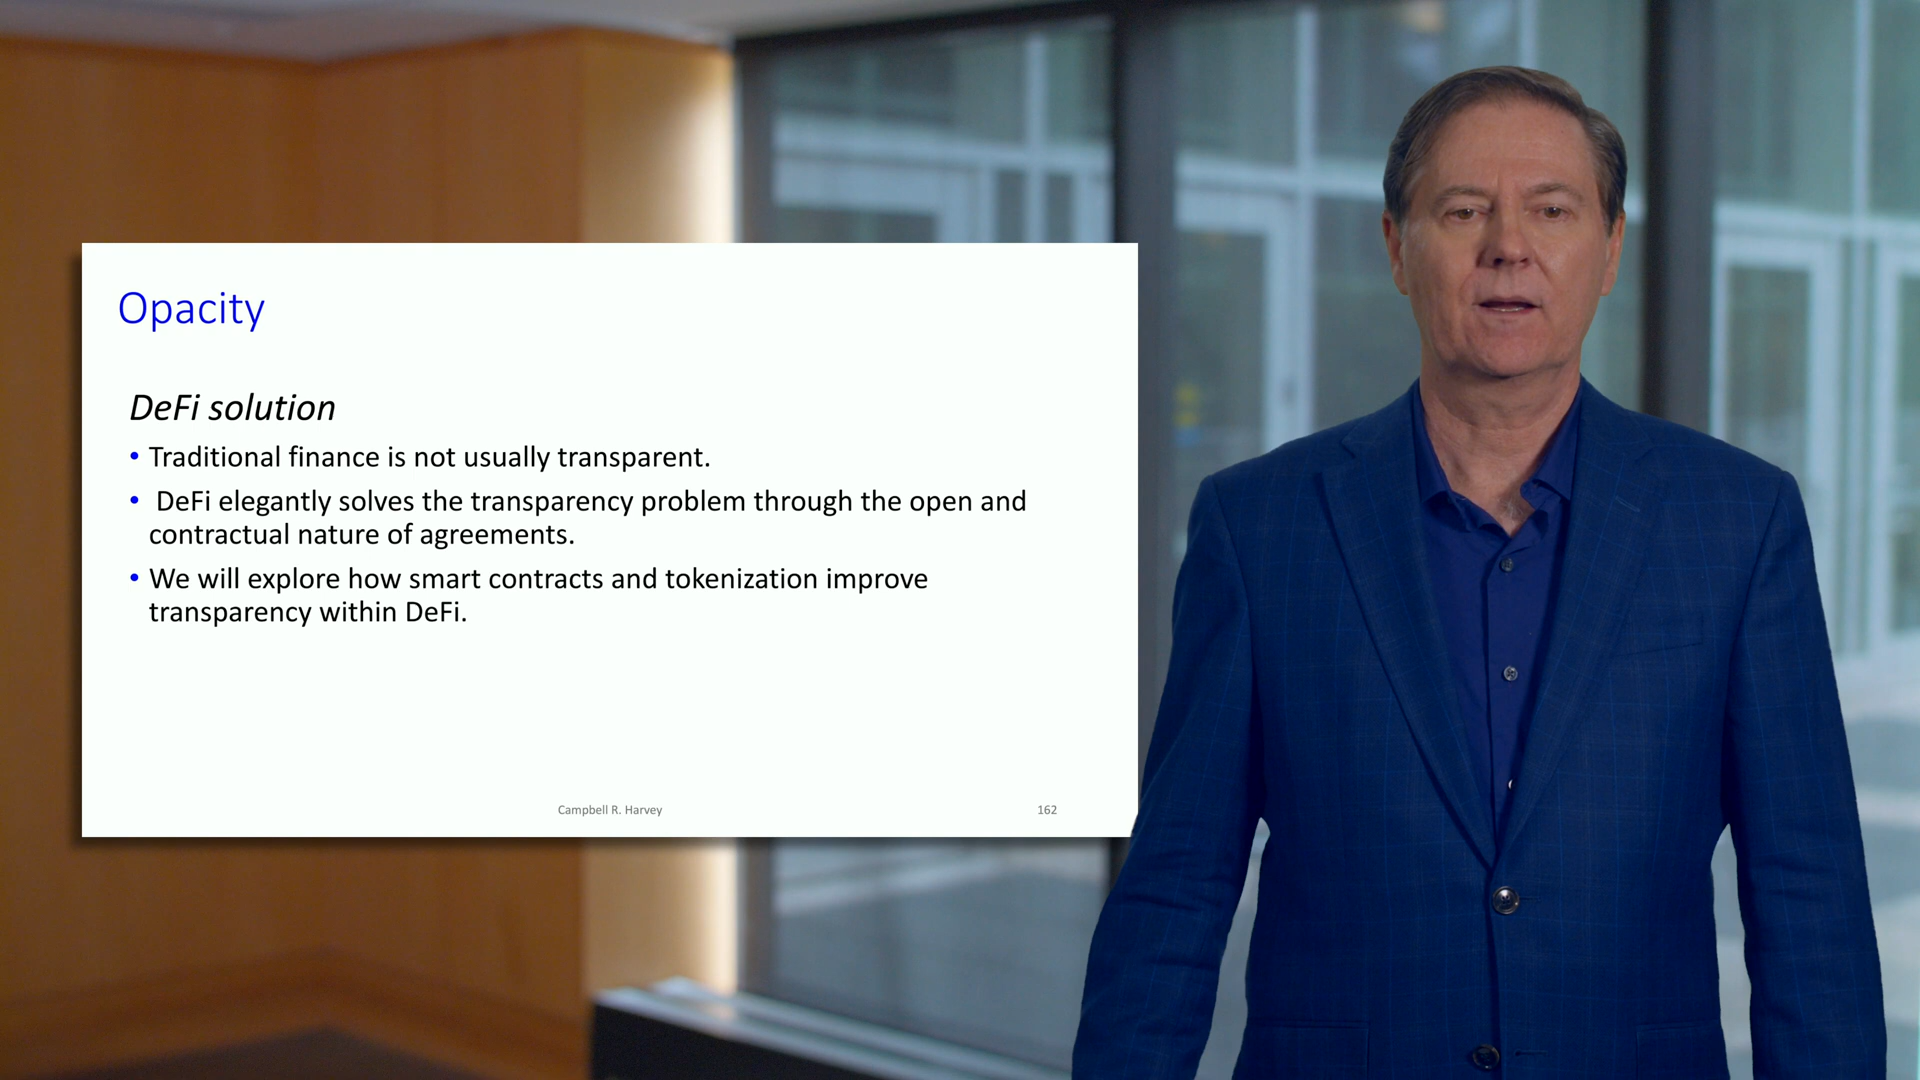 Opacity
DeFi solution
• Traditional finance is not usually transparent.
• DeFi elegantly solves the transparency problem through the open and
contractual nature of agreements.
• We will explore how smart contracts and tokenization improve
transparency within DeFi.
Campbell R. Harvey
162